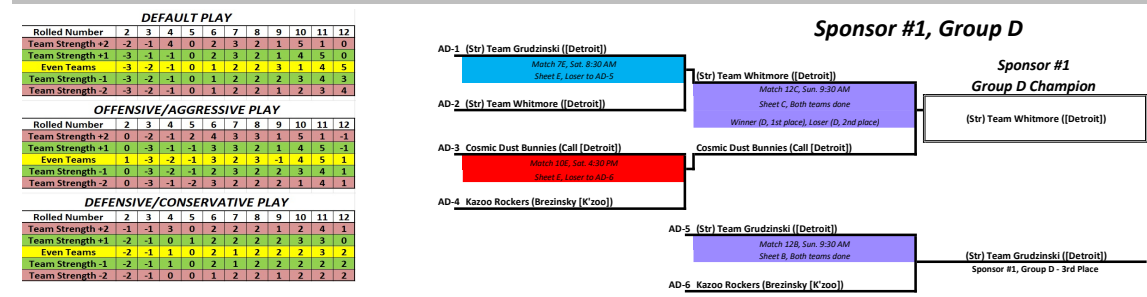 DEFAULT PLAY
Rolled Number 2 3 4 5 6 7 8 9 10 11 12
Team Strength +2 -2 -1 4 0 2 3 2 1 5 1 0
Team Strength +1 -3 -1 -1 0 2 3 2 1 4 5 0
Even Teams -3 -2 -1 0 1 2 2 3 1 4 5
Team Strength -1 -3 -2 -1 0 1 2 2 2 3 4 3
Team Strength -2 -3 -2 -1 0 1 2 2 1 2 3 4
OFFENSIVE/AGGRESSIVE PLAY
Rolled Number 2 3 4 5 6 7 8 9 10 11 12
Team Strength +2 0 -2 -1 2 4 3 3 1 5 1 -1
Team Strength +1 0 -3 -1 -1 3 3 2 1 4 5 -1
Even Teams 1 -3 -2 -1 3 2 3 -1 4 5 1
Team Strength -1 0 -3 -2 -1 2 3 2 2 3 4 1
Team Strength -2 0 -3 -1 -2 3 2 2 2 1 4 1
DEFENSIVE/CONSERVATIVE PLAY
Rolled Number 2 3 4 5 6 7 8 9 10 11 12
Team Strength +2 -1 -1 3 0 2 2 2 1 2 4 1
Team Strength +1 -2 -1 0 1 2 2 2 2 3 3 0
Even Teams -2 -1 1 0 2 1 2 2 2 3 2
Team Strength -1 -2 -1 0 1 2 2 1 2 2 2 2
Team Strength -2 -2 -1 0 0 1 2 2 1 2 2 2
Sponsor #1, Group D
AD-1 (Str) Team Grudzinski ([Detroit])
Match 7E, Sat. 8:30 AM
Sheet E, Loser to AD-5
AD-2 (Str) Team Whitmore ([Detroit])
(Str) Team Whitmore ([Detroit])
Match 12C, Sun. 9:30 AM
Sheet C, Both teams done
Winner (D, 1st place), Loser (D, 2nd place)
AD-3 Cosmic Dust Bunnies (Call [Detroit])
Match 10E, Sat. 4:30 PM
Sheet E, Loser to AD-6
Cosmic Dust Bunnies (Call [Detroit])
AD-4 Kazoo Rockers (Brezinsky [K'zoo])
Sponsor #1
Group D Champion
(Str) Team Whitmore ([Detroit])
AD-5 (Str) Team Grudzinski ([Detroit])
Match 12B, Sun. 9:30 AM
Sheet B, Both teams done
AD-6 Kazoo Rockers (Brezinsky [K'zoo])
(Str) Team Grudzinski ([Detroit])
Sponsor #1, Group D - 3rd Place